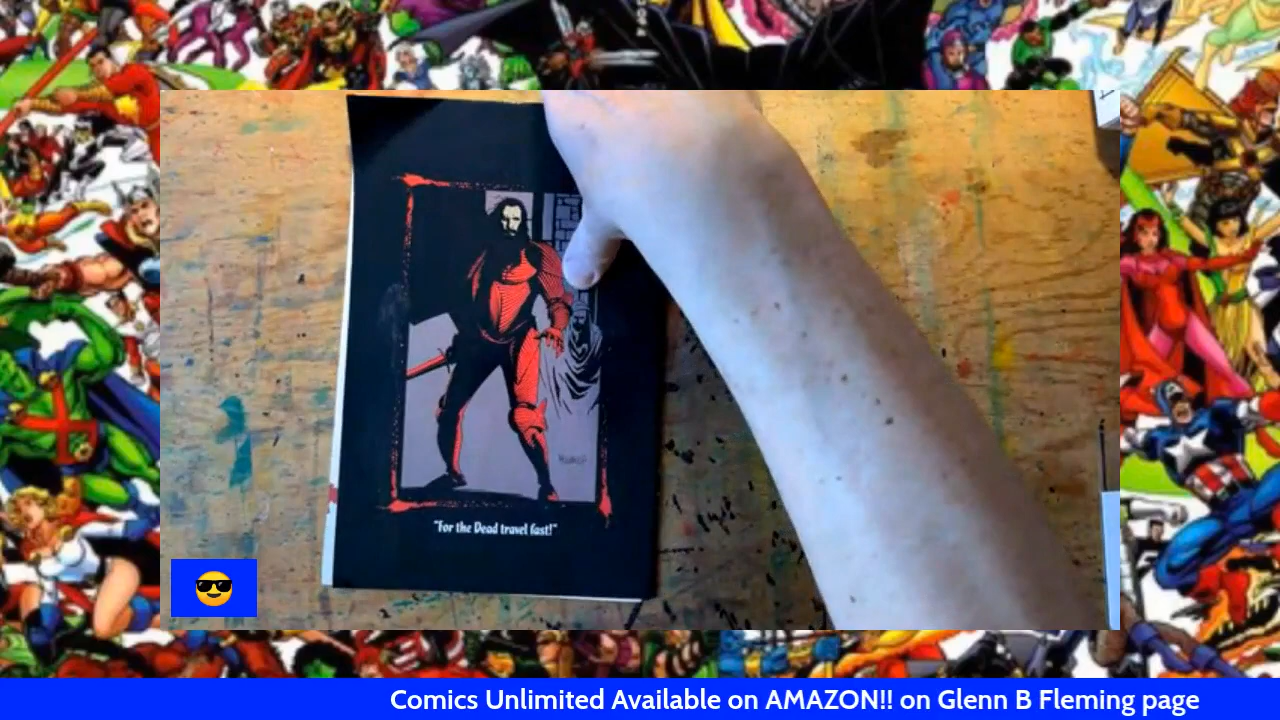 "For the Dead travel fast!"
Comics Unlimited Available on AMAZON!! on Glenn B Fleming page